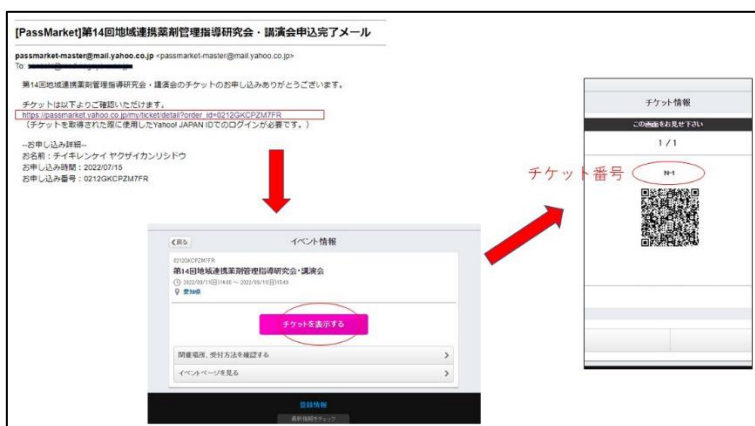 [PassMarket]第14回地域連携薬剤管理指導研究会・講演会申込完了メール
passmarket-master@mail.yahoo.co.jp <passmarket-master@mail.yahoo.co.jp>
To:
第14回地域連携薬剤管理指導研究会・講演会のチケットのお申し込みありがとうございます。
チケットは以下よりご確認いただけます。
https://passmarket.yahoo.co.jp/my/ticket/detail?order_id=0212GKCPZM7FR
(チケットを取得された際に使用したYahoo! JAPAN IDでのログインが必要です。)
--お申し込み詳細--
お名前:チイキレンケイ ヤクザイカンリシドウ
お申し込み時間:2022/07/15
お申し込み番号:0212GKCPZM7FR
チケット情報
この画面をお見せ下さい
1 / 1
チケット番号
N-1
戻る
イベント情報
0212GKCPZM7FR
第14回地域連携薬剤管理指導研究会・講演会
愛知県
チケットを表示する
開催場所、受付方法を確認する
イベントページを見る
登録情報
最新情報をチェック